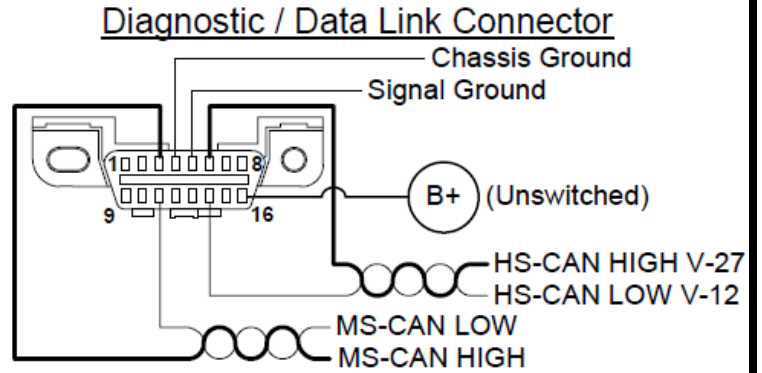 Diagnostic / Data Link Connector
Chassis Ground
Signal Ground
1 8
B+ (Unswitched)
9 16
HS-CAN HIGH V-27
HS-CAN LOW V-12
MS-CAN LOW
MS-CAN HIGH